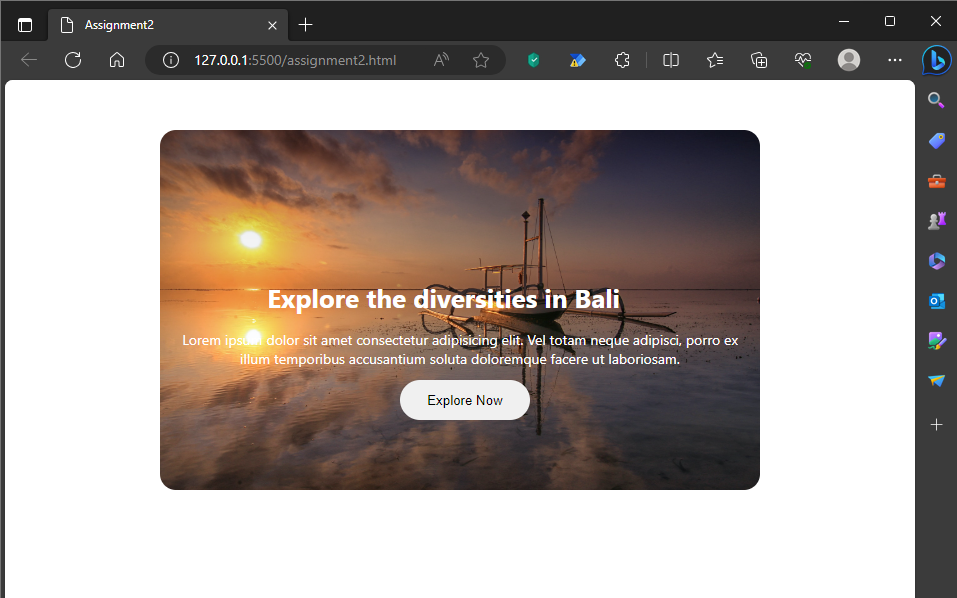 Assignment2
127.0.0.1:5500/assignment2.html
Explore the diversities in Bali
Lorem ipsum dolor sit amet consectetur adipisicing elit. Vel totam neque adipisci, porro ex
illum temporibus accusantium soluta doloremque facere ut laboriosam.
Explore Now